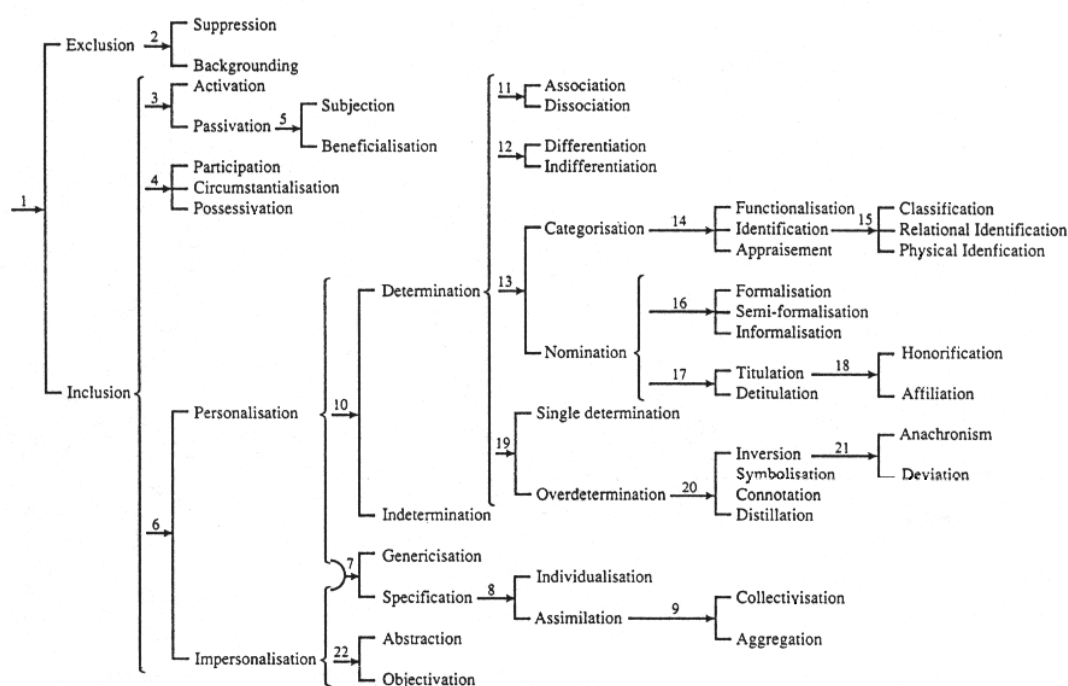 Suppression
Exclusion 2
Backgrounding
Activation
11 Association
3
Dissociation
Subjection
Passivation 5
Beneficialisation
12 Differentiation
Indifferentiation
Participation
4 Circumstantialisation
Possessivation
1
Functionalisation
Classification
Categorisation 14 Identification 15 Relational Identification
Appraisement
Physical Idenfication
Determination 13
Formalisation
16 Semi-formalisation
Informalisation
Nomination
Honorification
17 Titulation 18
Detitulation
Affiliation
Inclusion
Personalisation 10
Single determination
19
Anachronism
Inversion 21
Symbolisation
Deviation
Overdetermination 20 Connotation
Distillation
Indetermination
6
Genericisation
7
Individualisation
Specification 8
Collectivisation
Assimilation 9
Aggregation
Abstraction
Impersonalisation 22
Objectivation